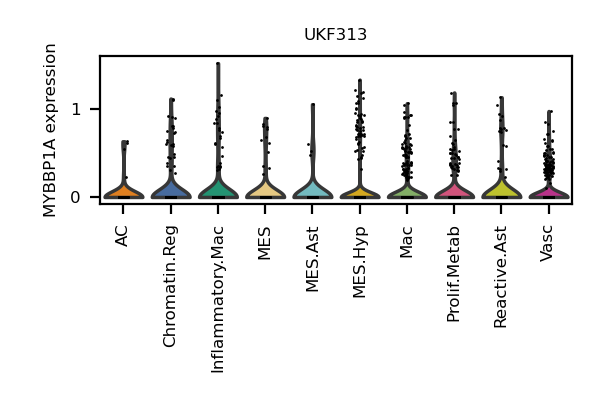 UKF313
MYBBP1A expression
1
0
AC
Chromatin.Reg
Inflammatory.Mac
MES
MES.Ast
MES.Hyp
Mac
Prolif.Metab
Reactive.Ast
Vasc